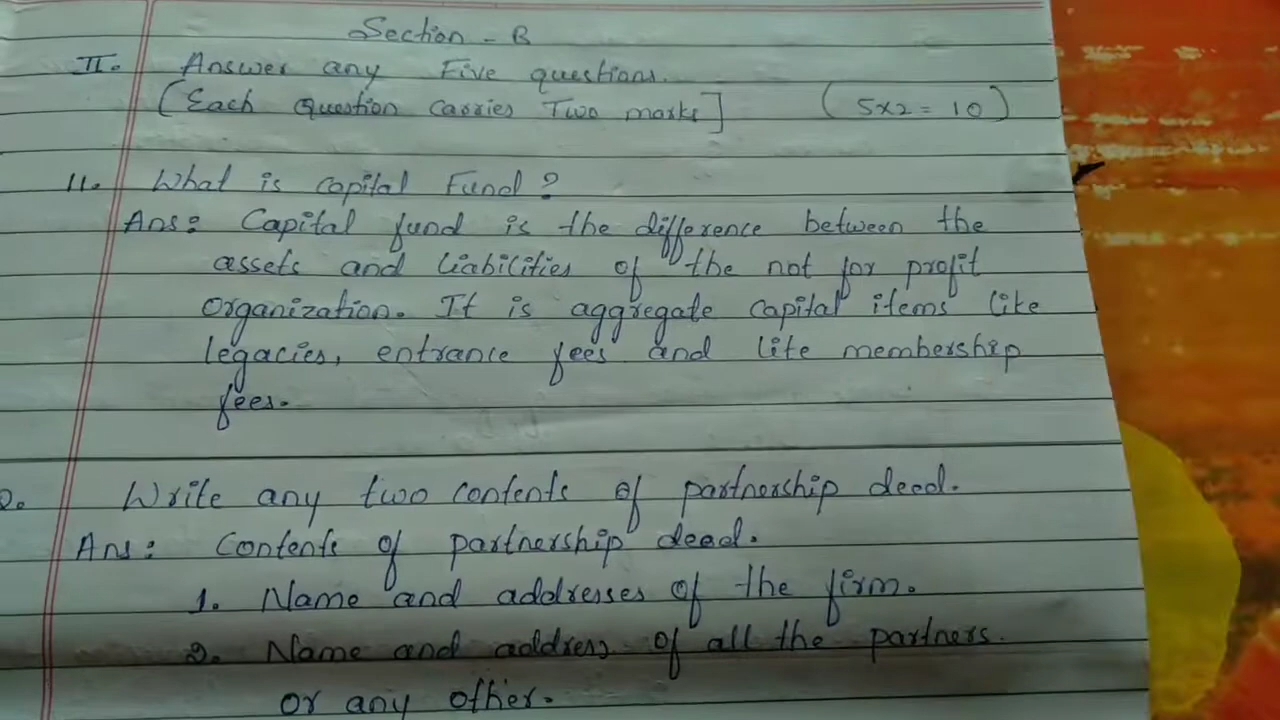 Section - B
II. Answer any Five questions.
[Each Question carries Two marks] (5x2= 10)
11. What is capital Fund?
Ans: Capital fund is the difference between the
assets and liabilities of the not for profit
Organization. It is aggregate capital items like
legacies, entrance fees and lite membership
fees.
2. Write any two contents of partnership deed.
Ans: Contents of partnership deed.
1. Name and addresses of the firm.
2. Name and address of all the partners.
or any other.